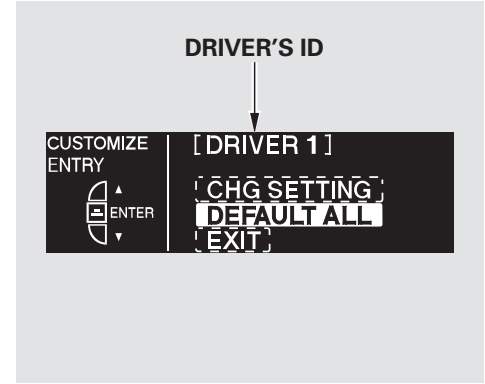 DRIVER'S ID
CUSTOMIZE
ENTRY
ENTER
[DRIVER 1]
CHG SETTING
DEFAULT ALL
EXIT